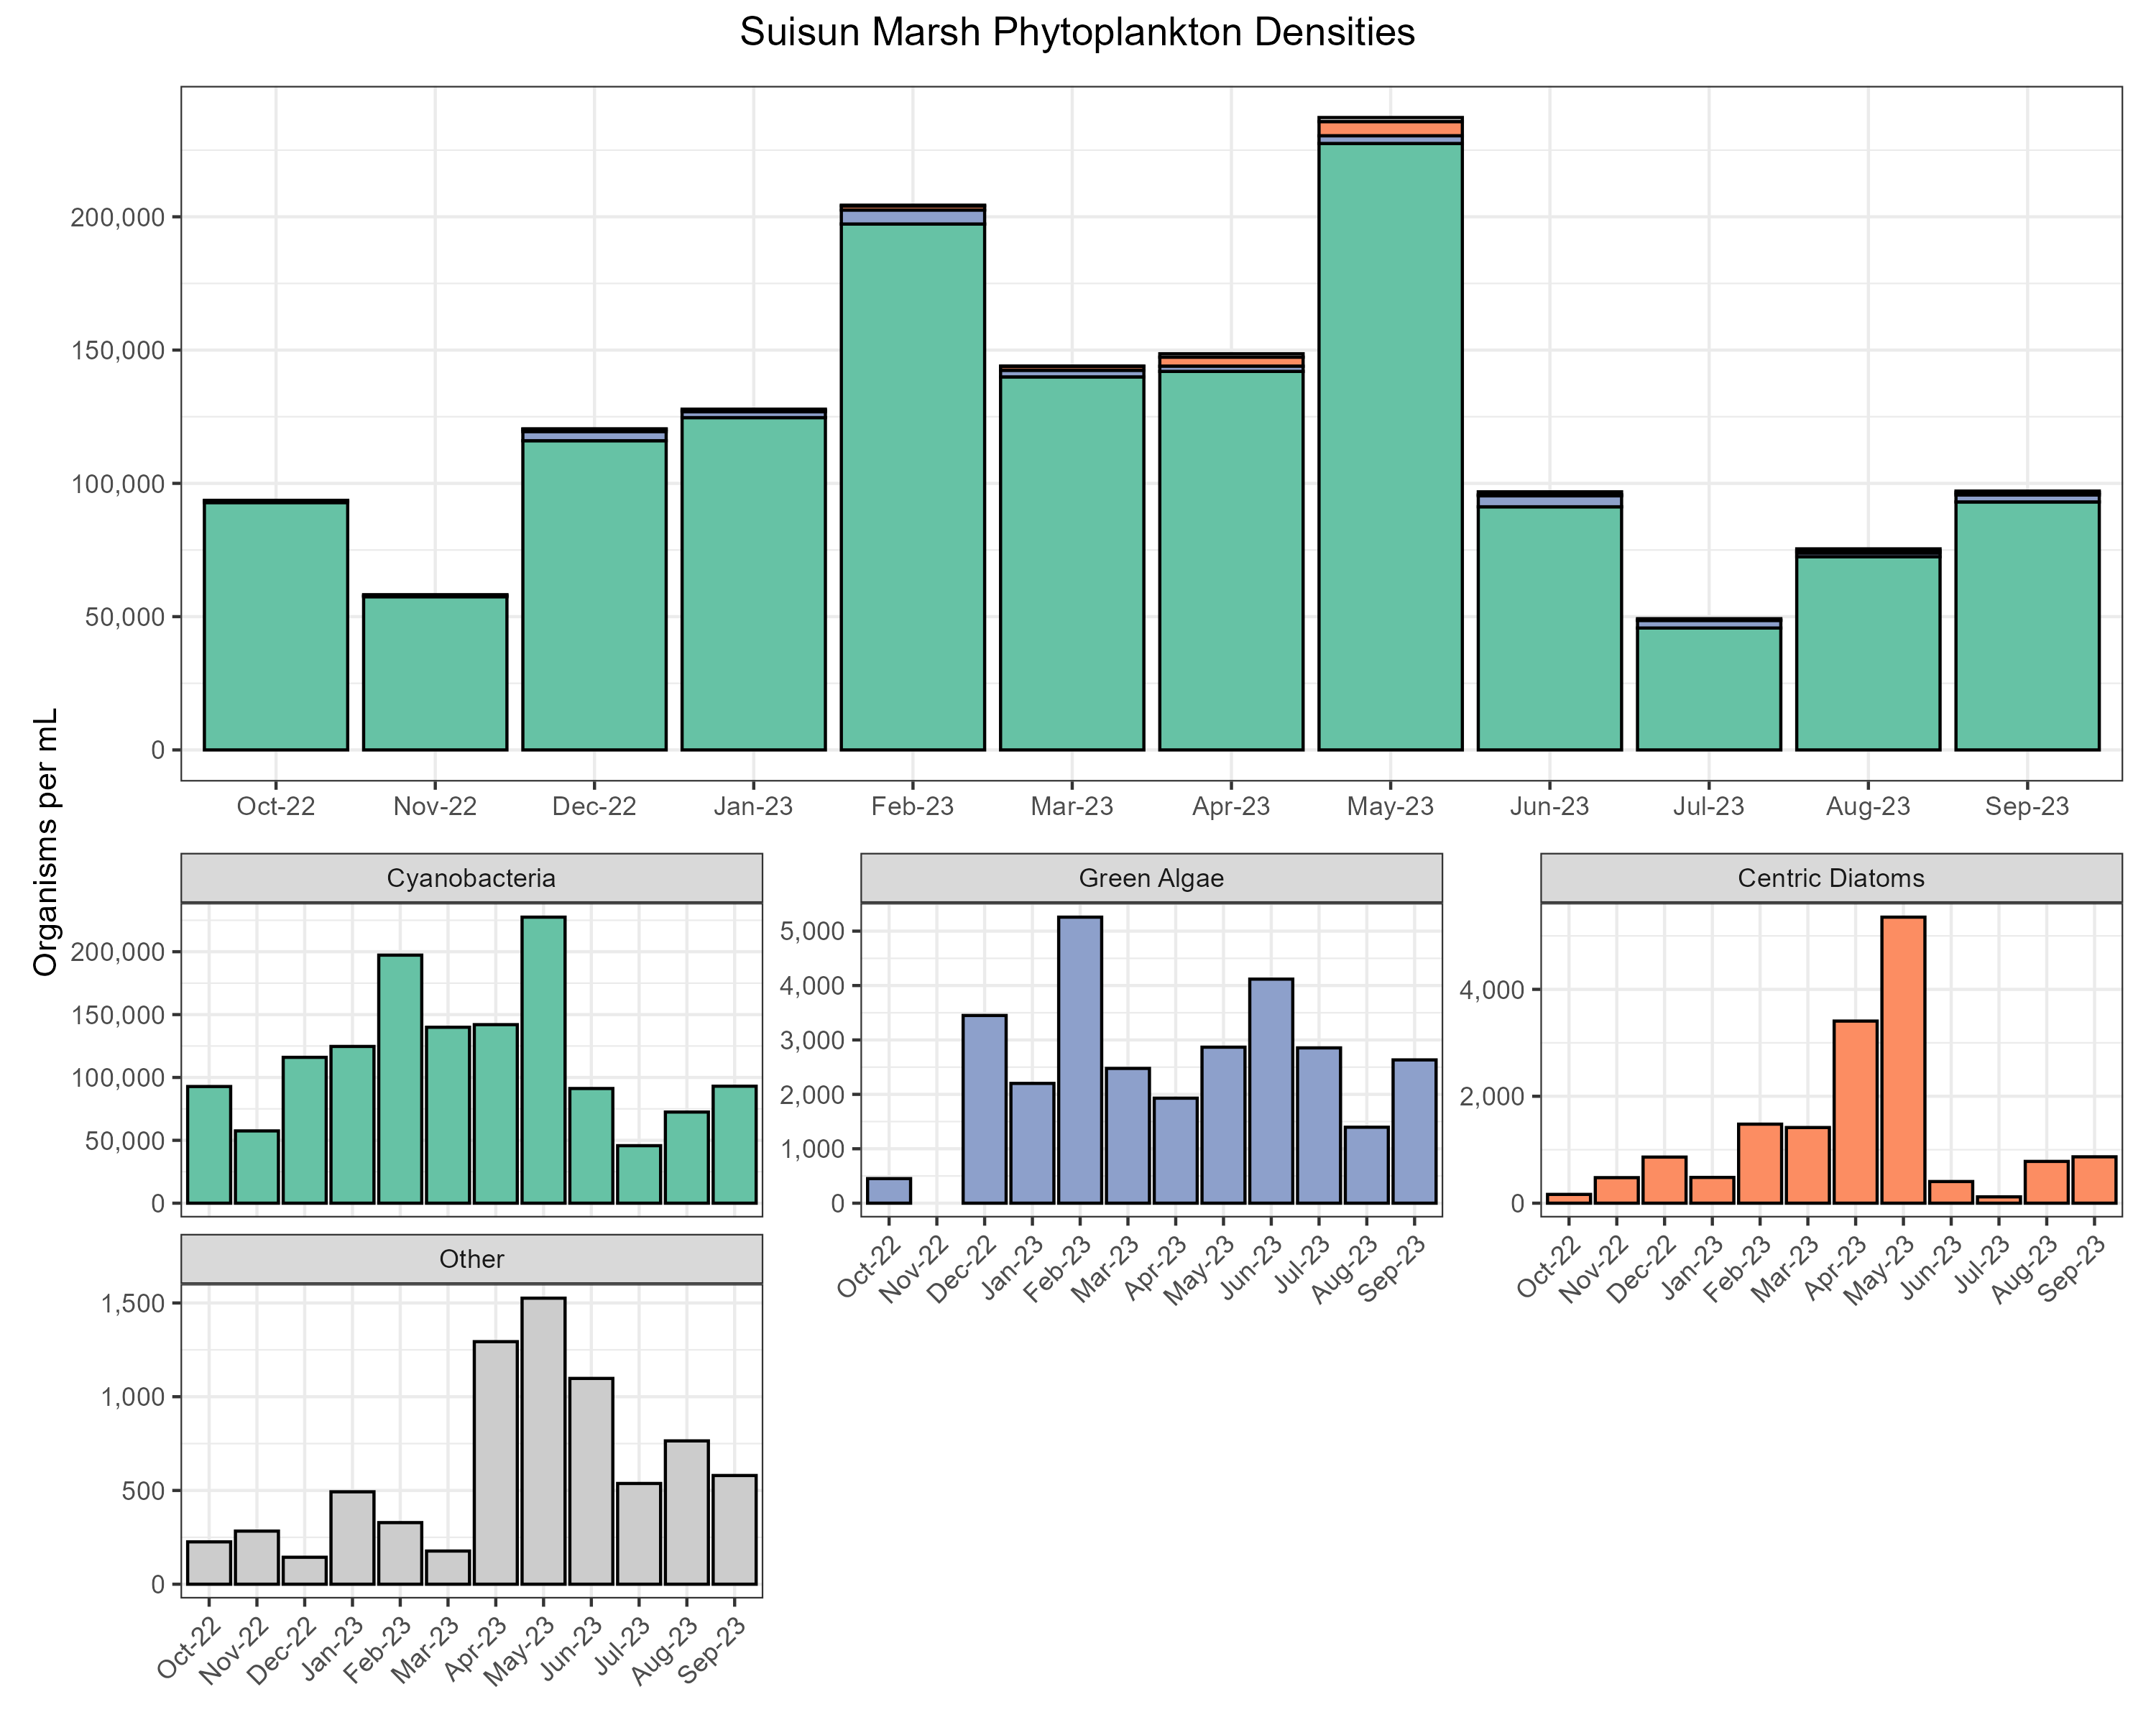 Suisun Marsh Phytoplankton Densities
Organisms per mL
200,000
150,000
100,000
50,000
0
Oct-22 Nov-22 Dec-22 Jan-23 Feb-23 Mar-23 Apr-23 May-23 Jun-23 Jul-23 Aug-23 Sep-23
Cyanobacteria
200,000
150,000
100,000
50,000
0
Green Algae
5,000
4,000
3,000
2,000
1,000
0
Oct-22 Nov-22 Dec-22 Jan-23 Feb-23 Mar-23 Apr-23 May-23 Jun-23 Jul-23 Aug-23 Sep-23
Centric Diatoms
4,000
2,000
0
Oct-22 Nov-22 Dec-22 Jan-23 Feb-23 Mar-23 Apr-23 May-23 Jun-23 Jul-23 Aug-23 Sep-23
Other
1,500
1,000
500
0
Oct-22 Nov-22 Dec-22 Jan-23 Feb-23 Mar-23 Apr-23 May-23 Jun-23 Jul-23 Aug-23 Sep-23